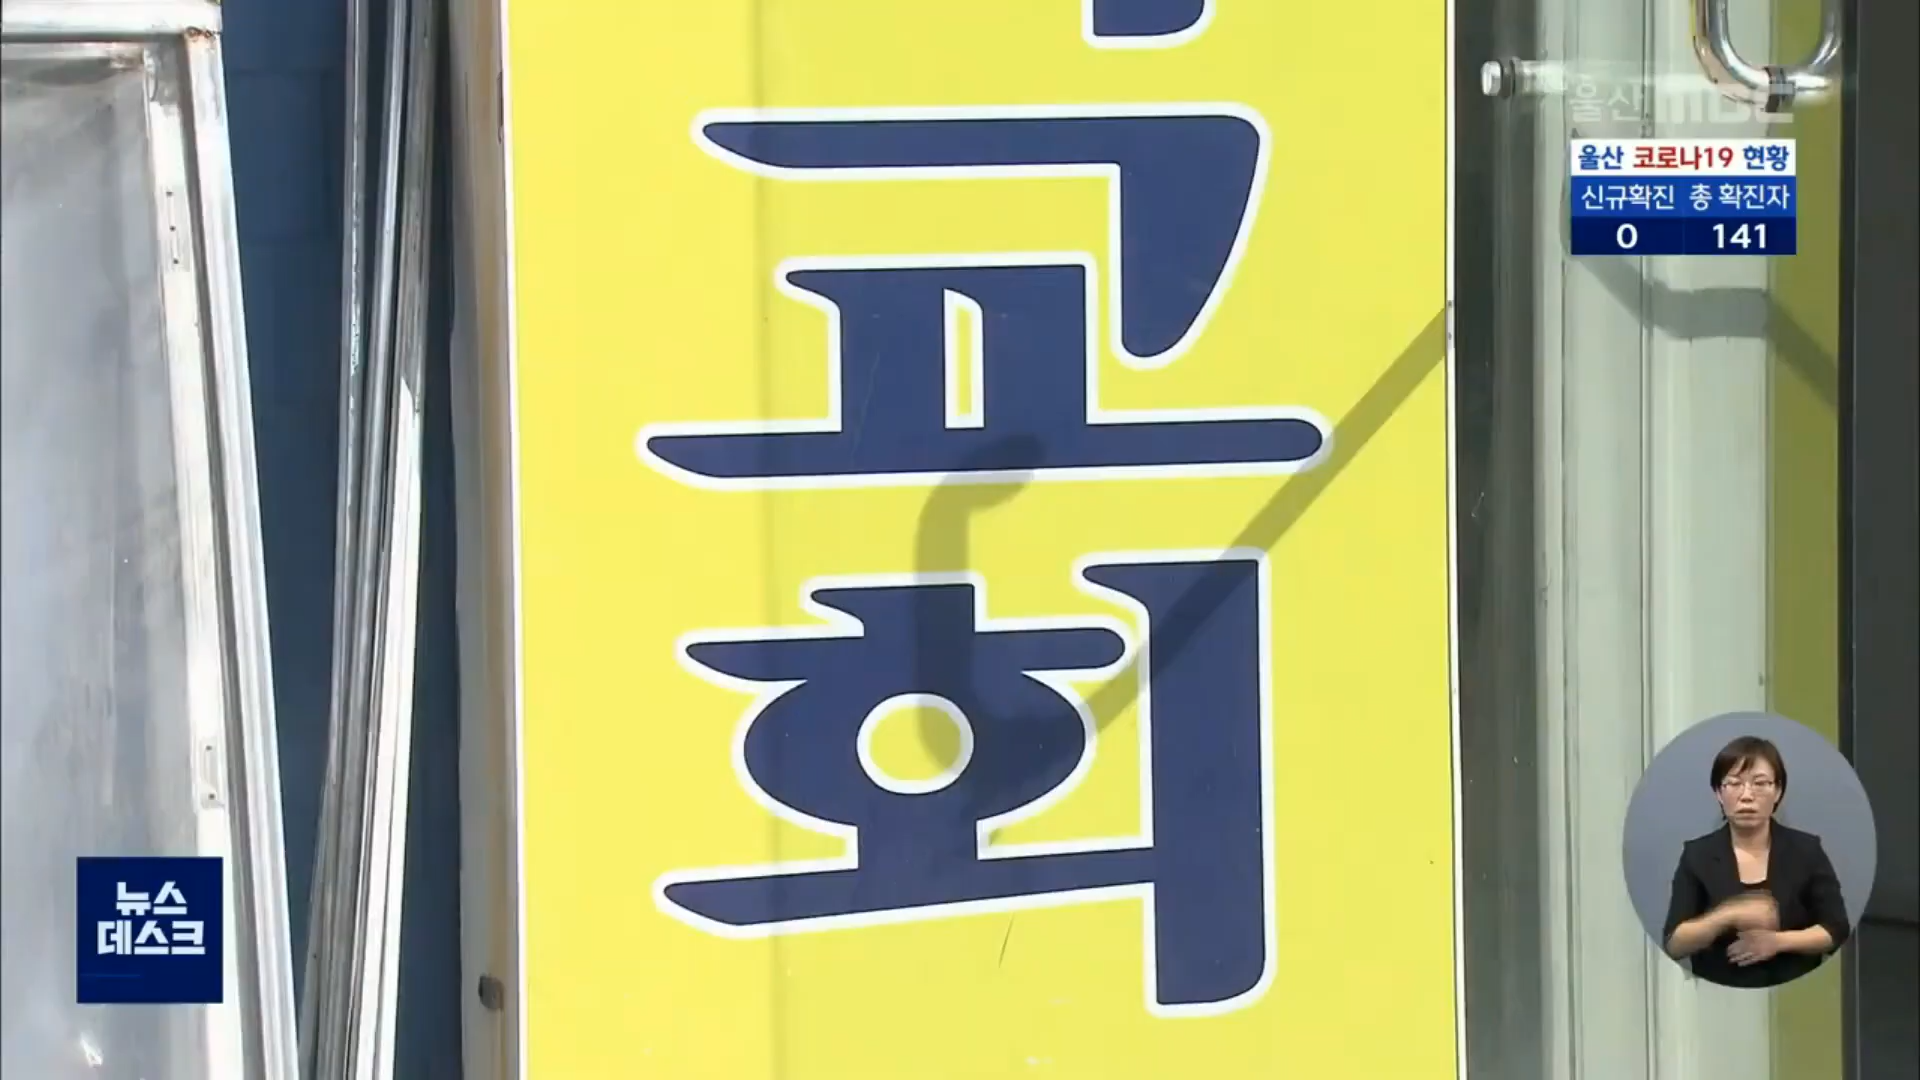 교
회
울산MBC
울산 코로나19 현황
신규확진 총 확진자
0 141
뉴스
데스크